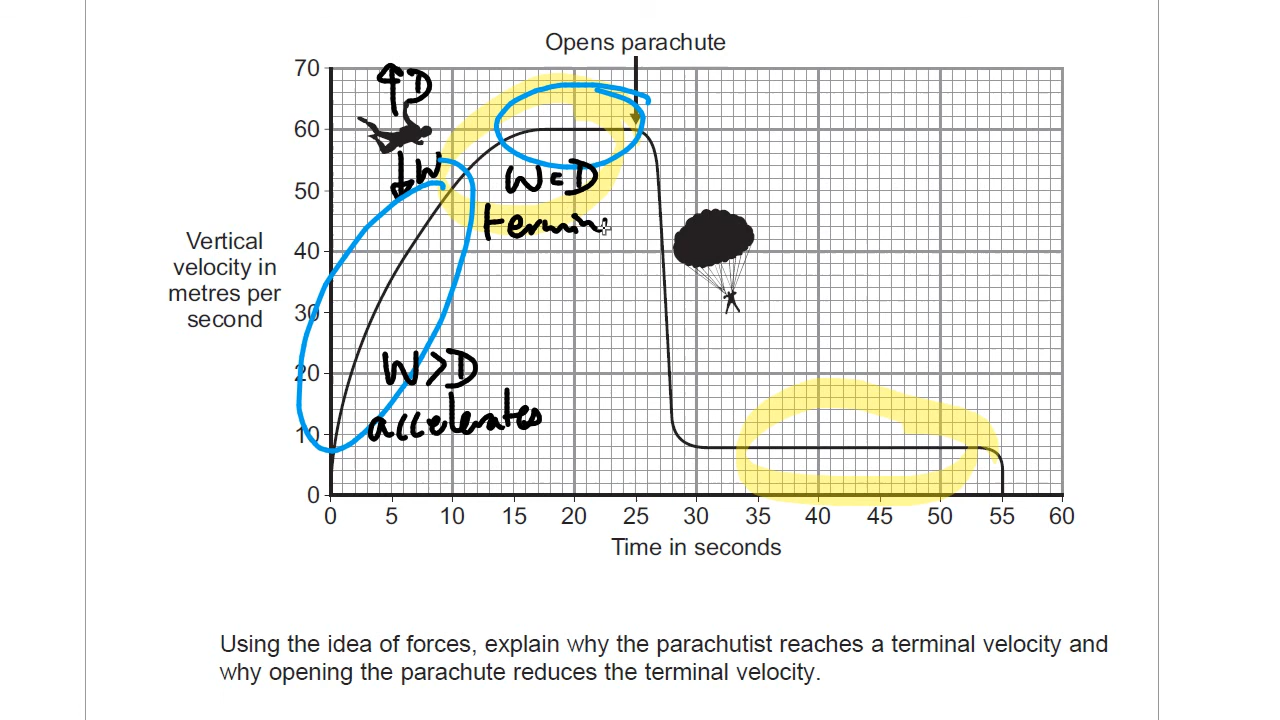 Opens parachute
70
60
50
40
30
20
10
0
Vertical
velocity in
metres per
second
D
W
W=D
termin
W>D
accelerates
0 5 10 15 20 25 30 35 40 45 50 55 60
Time in seconds
Using the idea of forces, explain why the parachutist reaches a terminal velocity and
why opening the parachute reduces the terminal velocity.